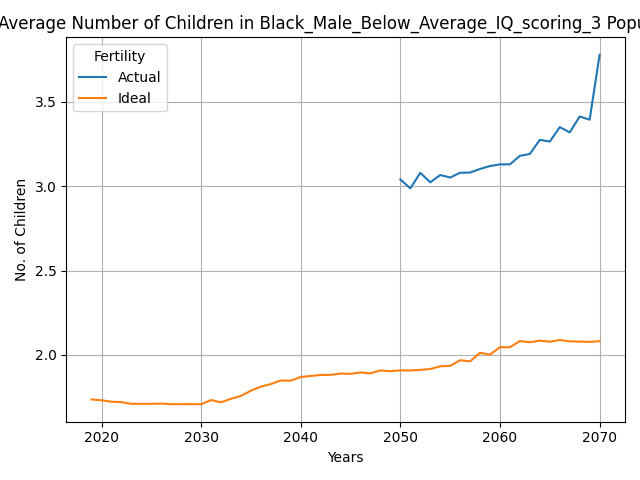 Average Number of Children in Black_Male_Below_Average_IQ_scoring_3
Fertility
Actual
Ideal
3.5
3.0
2.5
2.0
No. of Children
2020 2030 2040 2050 2060 2070
Years